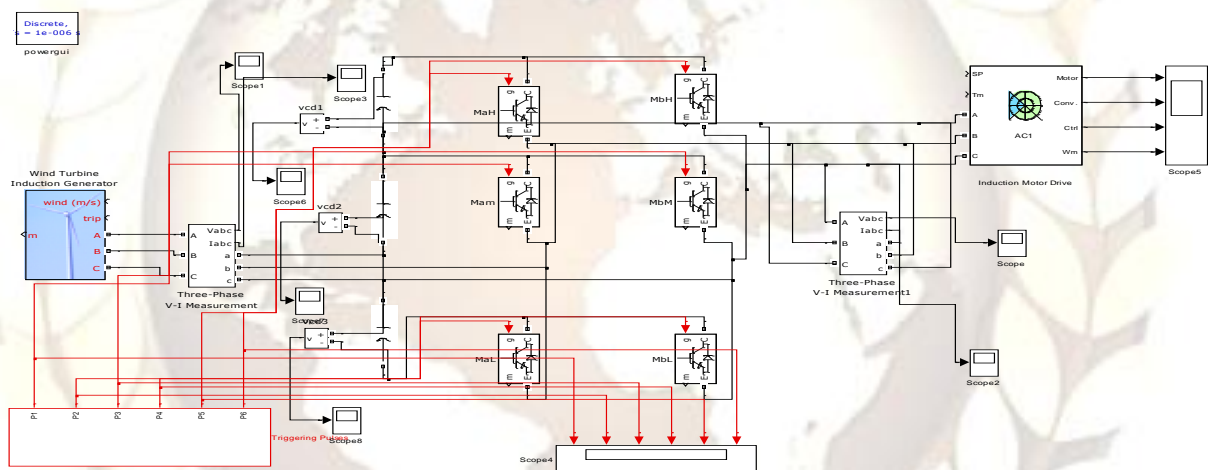 Discrete,
s = 1e-006 s
powergui
Scope1
Scope3
vcd1
+
v
-
Scope6
vcd2
+
v
-
Wind Turbine
Induction Generator
wind (m/s)
trip
m
A
B
C
A
B
C
Vabc
Iabc
a
b
c
Three-Phase
V-I Measurement
+
v
-
Scope8
MaH
g
C
m
E
MbH
g
C
m
E
Mam
g
C
m
E
MbM
g
C
m
E
MaL
g
C
m
E
MbL
g
C
m
E
SP
Tm
A
B
C
Motor
Conv.
Ctrl
Wm
AC1
Induction Motor Drive
Scope5
A
B
C
Vabc
Iabc
a
b
c
Three-Phase
V-I Measurement1
Scope
Scope2
P1
P2
P3
P4
P5
P6
Triggering Pulses
Scope4